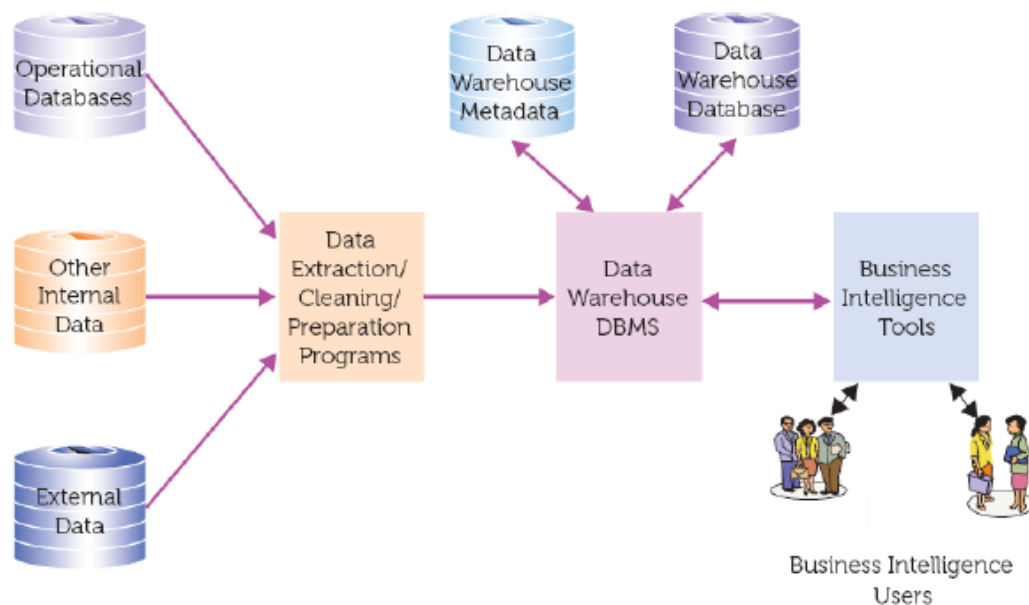 Operational
Databases
Data
Warehouse
Metadata
Data
Warehouse
Database
Other
Internal
Data
Data
Extraction/
Cleaning/
Preparation
Programs
Data
Warehouse
DBMS
Business
Intelligence
Tools
External
Data
Business Intelligence
Users